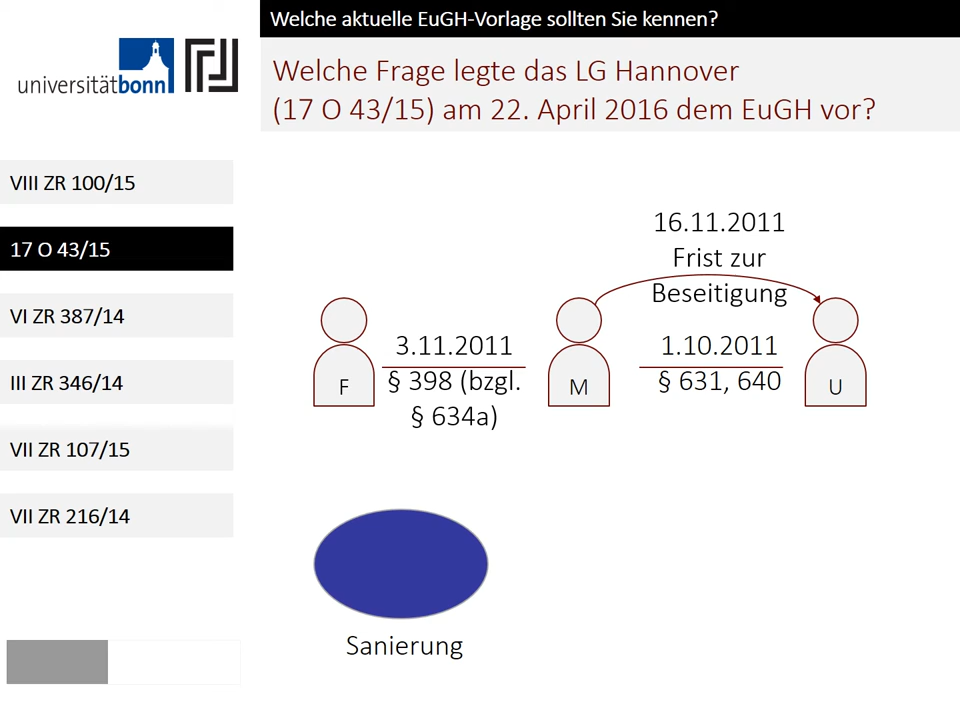 Welche aktuelle EuGH-Vorlage sollten Sie kennen?
universitätbonn
Welche Frage legte das LG Hannover
(17 O 43/15) am 22. April 2016 dem EuGH vor?
VIII ZR 100/15
17 O 43/15
VI ZR 387/14
III ZR 346/14
VII ZR 107/15
VII ZR 216/14
16.11.2011
Frist zur
Beseitigung
3.11.2011
§ 398 (bzgl.
§ 634a)
1.10.2011
§ 631, 640
F
M
U
Sanierung